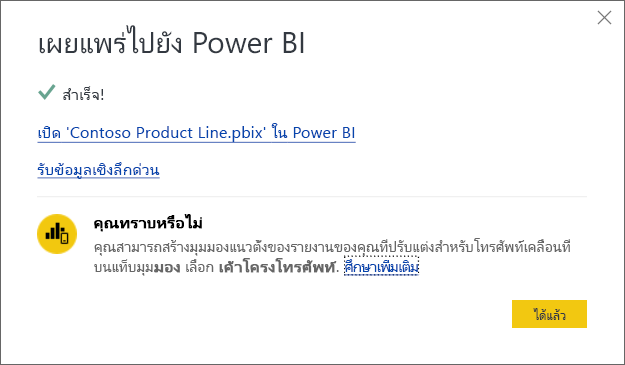 เผยแพร่ไปยัง Power BI
สำเร็จ!
เปิด 'Contoso Product Line.pbix' ใน Power BI
รับข้อมูลเชิงลึกด่วน
คุณทราบหรือไม่
คุณสามารถสร้างมุมมองแนวตั้งของรายงานของคุณที่ปรับแต่งสำหรับโทรศัพท์เคลื่อนที่
บนแท็บมุมมอง เลือก เค้าโครงโทรศัพท์. ศึกษาเพิ่มเติม
ได้แล้ว